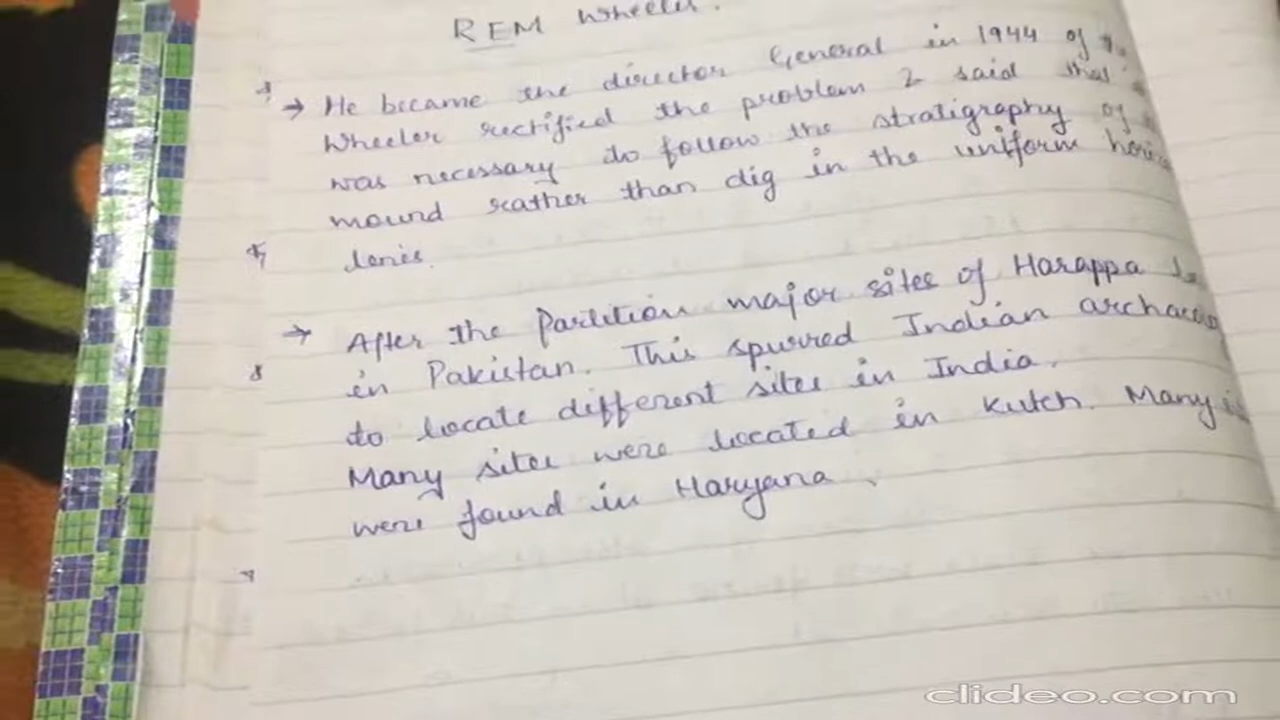 REM Wheeler.
→ He became the director General in 1944 of
Wheeler rectified the problem & said that
was necessary to follow the stratigraphy of
mound rather than dig in the uniform
→ After the Partition major sites of Harappa
in Pakistan. This spurred Indian
to locate different sites in India.
Many sites were located in Kutch. Many
were found in Haryana.
clideo.com